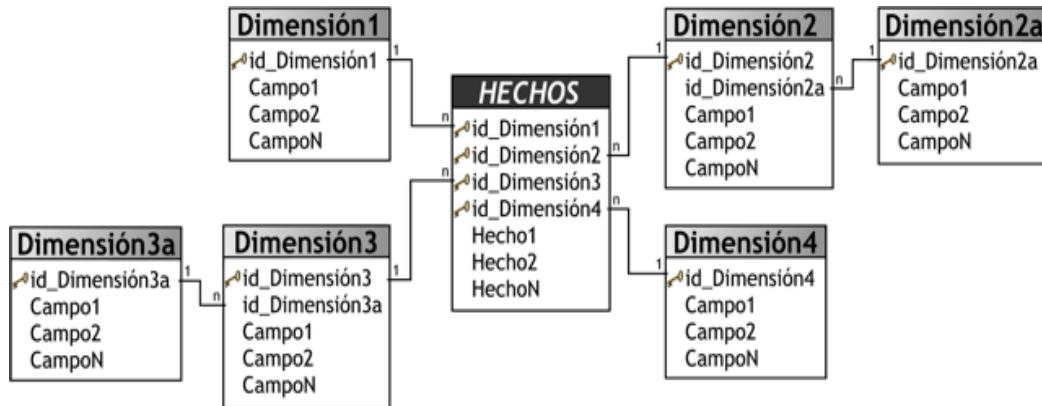 Dimensión1
id_Dimensión1
Campo1
Campo2
CampoN
1
n
HECHOS
id_Dimensión1
id_Dimensión2
id_Dimensión3
id_Dimensión4
Hecho1
Hecho2
HechoN
n
n
n
Dimensión2
id_Dimensión2
id_Dimensión2a
Campo1
Campo2
CampoN
1
n
Dimensión2a
id_Dimensión2a
Campo1
Campo2
CampoN
1
Dimensión3a
id_Dimensión3a
Campo1
Campo2
CampoN
1
n
Dimensión3
id_Dimensión3
id_Dimensión3a
Campo1
Campo2
CampoN
1
Dimensión4
id_Dimensión4
Campo1
Campo2
CampoN
1